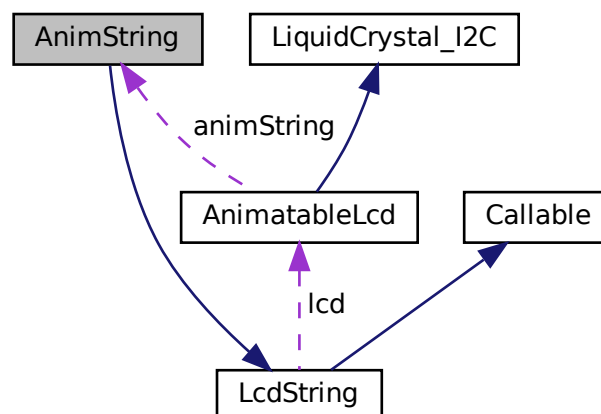 AnimString
LiquidCrystal_I2C
animString
AnimatableLcd
Callable
lcd
LcdString